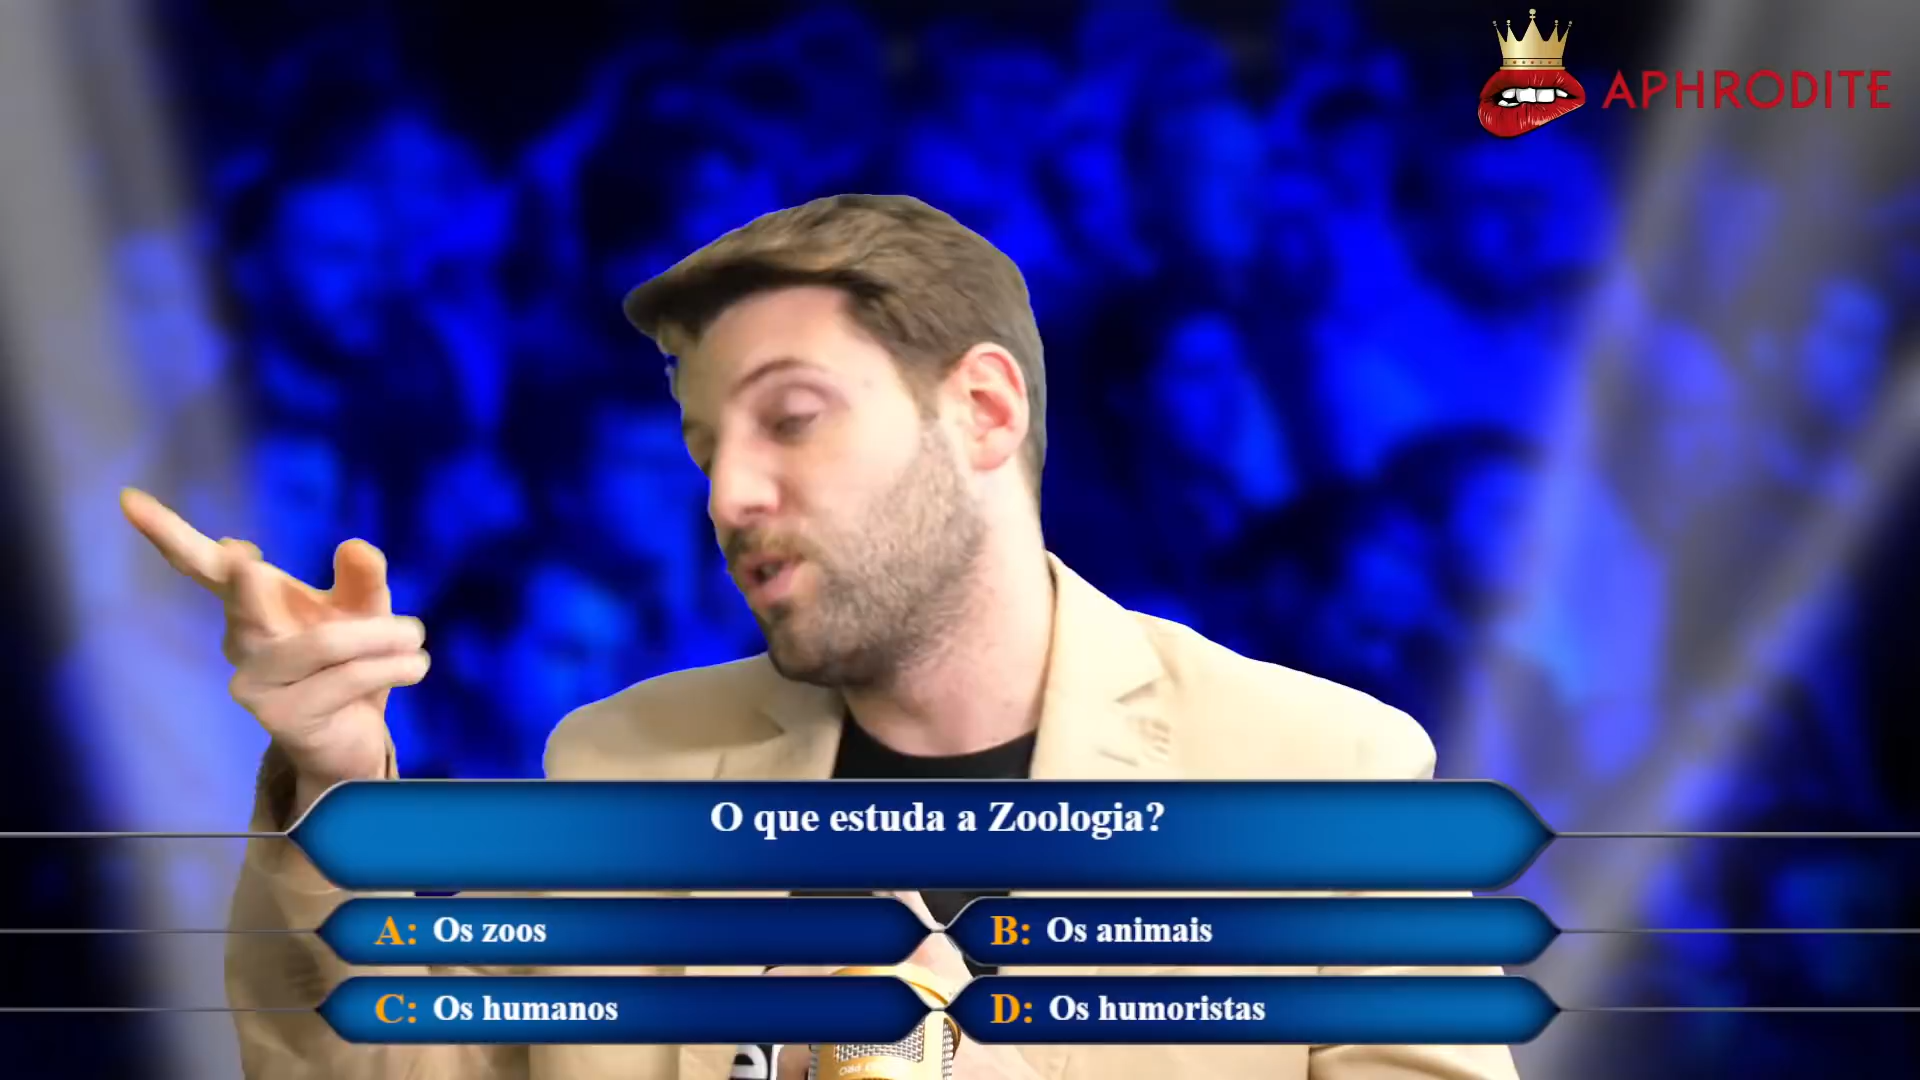 APHRODITE
O que estuda a Zoologia?
A: Os zoos
B: Os animais
C: Os humanos
D: Os humoristas